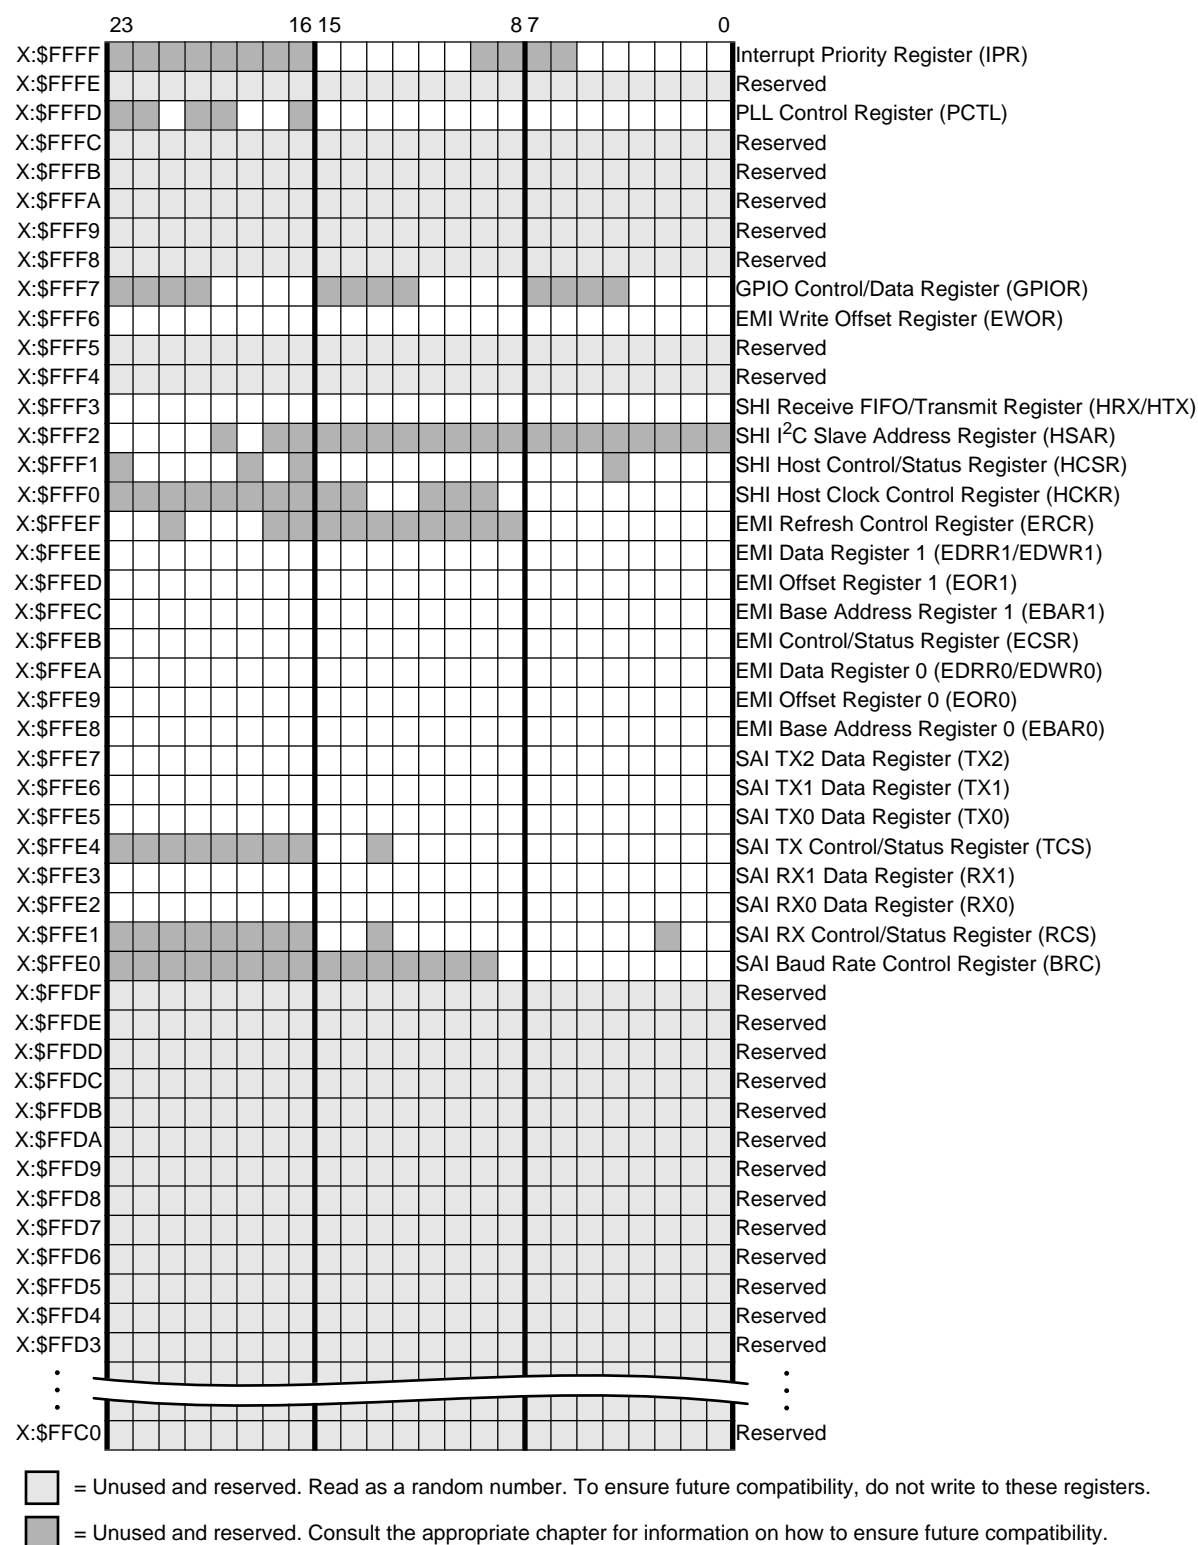 23 16 15 8 7 0
X:$FFFF Interrupt Priority Register (IPR)
X:$FFFE Reserved
X:$FFFD PLL Control Register (PCTL)
X:$FFFC Reserved
X:$FFFB Reserved
X:$FFFA Reserved
X:$FFF9 Reserved
X:$FFF8 Reserved
X:$FFF7 GPIO Control/Data Register (GPIOR)
X:$FFF6 EMI Write Offset Register (EWOR)
X:$FFF5 Reserved
X:$FFF4 Reserved
X:$FFF3 SHI Receive FIFO/Transmit Register (HRX/HTX)
X:$FFF2 SHI I²C Slave Address Register (HSAR)
X:$FFF1 SHI Host Control/Status Register (HCSR)
X:$FFF0 SHI Host Clock Control Register (HCKR)
X:$FFEF EMI Refresh Control Register (ERCR)
X:$FFEE EMI Data Register 1 (EDRR1/EDWR1)
X:$FFED EMI Offset Register 1 (EOR1)
X:$FFEC EMI Base Address Register 1 (EBAR1)
X:$FFEB EMI Control/Status Register (ECSR)
X:$FFEA EMI Data Register 0 (EDRR0/EDWR0)
X:$FFE9 EMI Offset Register 0 (EOR0)
X:$FFE8 EMI Base Address Register 0 (EBAR0)
X:$FFE7 SAI TX2 Data Register (TX2)
X:$FFE6 SAI TX1 Data Register (TX1)
X:$FFE5 SAI TX0 Data Register (TX0)
X:$FFE4 SAI TX Control/Status Register (TCS)
X:$FFE3 SAI RX1 Data Register (RX1)
X:$FFE2 SAI RX0 Data Register (RX0)
X:$FFE1 SAI RX Control/Status Register (RCS)
X:$FFE0 SAI Baud Rate Control Register (BRC)
X:$FFDF Reserved
X:$FFDE Reserved
X:$FFDD Reserved
X:$FFDC Reserved
X:$FFDB Reserved
X:$FFDA Reserved
X:$FFD9 Reserved
X:$FFD8 Reserved
X:$FFD7 Reserved
X:$FFD6 Reserved
X:$FFD5 Reserved
X:$FFD4 Reserved
X:$FFD3 Reserved
X:$FFC0 Reserved
= Unused and reserved. Read as a random number. To ensure future compatibility, do not write to these registers.
= Unused and reserved. Consult the appropriate chapter for information on how to ensure future compatibility.